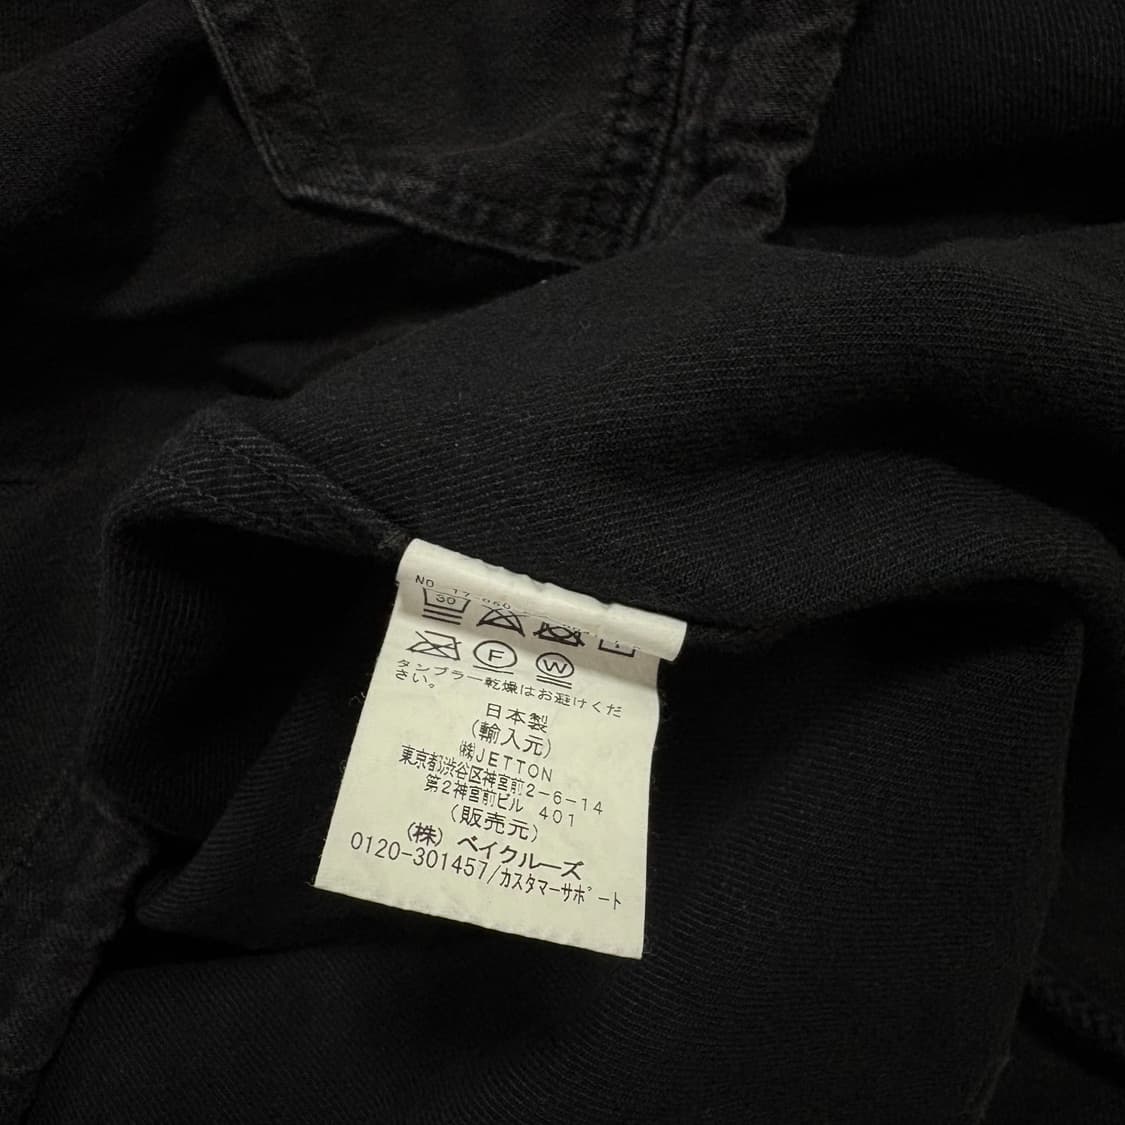 NO
30
F
W
タンブラー乾燥はお避けくだ
さい。
日本製
(輸入元)
㈱JETTON
東京都渋谷区神宮前2-6-14
第2神宮前ビル 401
(販売元)
(株) ベイクルーズ
0120-301457/カスタマーサポート